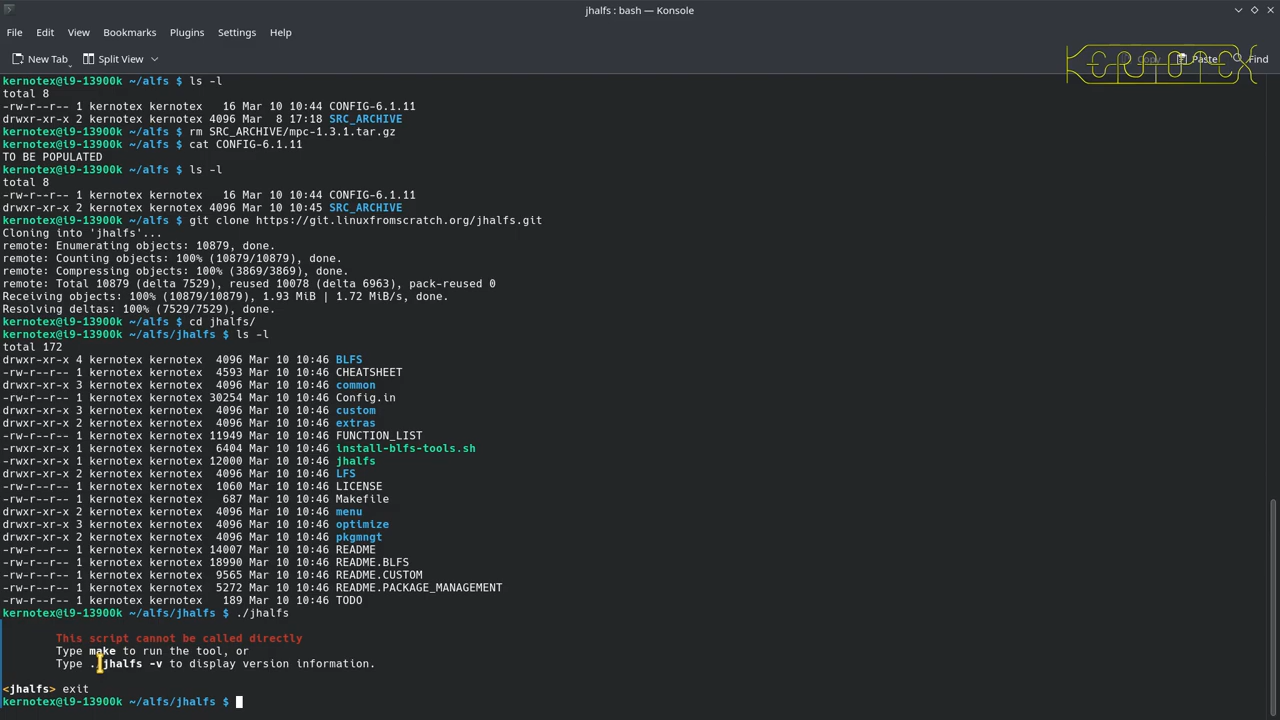 jhalfs : bash — Konsole
File Edit View Bookmarks Plugins Settings Help
New Tab Split View Copy Paste Find
kernotex@i9-13900k ~/alfs $ ls -l
total 8
-rw-r--r-- 1 kernotex kernotex   16 Mar 10 10:44 CONFIG-6.1.11
drwxr-xr-x 2 kernotex kernotex 4096 Mar  8 17:18 SRC_ARCHIVE
kernotex@i9-13900k ~/alfs $ rm SRC_ARCHIVE/mpc-1.3.1.tar.gz
kernotex@i9-13900k ~/alfs $ cat CONFIG-6.1.11
TO BE POPULATED
kernotex@i9-13900k ~/alfs $ ls -l
total 8
-rw-r--r-- 1 kernotex kernotex   16 Mar 10 10:44 CONFIG-6.1.11
drwxr-xr-x 2 kernotex kernotex 4096 Mar 10 10:45 SRC_ARCHIVE
kernotex@i9-13900k ~/alfs $ git clone https://git.linuxfromscratch.org/jhalfs.git
Cloning into 'jhalfs'...
remote: Enumerating objects: 10879, done.
remote: Counting objects: 100% (10879/10879), done.
remote: Compressing objects: 100% (3869/3869), done.
remote: Total 10879 (delta 7529), reused 10078 (delta 6963), pack-reused 0
Receiving objects: 100% (10879/10879), 1.93 MiB | 1.72 MiB/s, done.
Resolving deltas: 100% (7529/7529), done.
kernotex@i9-13900k ~/alfs $ cd jhalfs/
kernotex@i9-13900k ~/alfs/jhalfs $ ls -l
total 172
drwxr-xr-x 4 kernotex kernotex  4096 Mar 10 10:46 BLFS
-rw-r--r-- 1 kernotex kernotex  4593 Mar 10 10:46 CHEATSHEET
drwxr-xr-x 3 kernotex kernotex  4096 Mar 10 10:46 common
-rw-r--r-- 1 kernotex kernotex 30254 Mar 10 10:46 Config.in
drwxr-xr-x 3 kernotex kernotex  4096 Mar 10 10:46 custom
drwxr-xr-x 2 kernotex kernotex  4096 Mar 10 10:46 extras
-rw-r--r-- 1 kernotex kernotex 11949 Mar 10 10:46 FUNCTION_LIST
-rwxr-xr-x 1 kernotex kernotex  6404 Mar 10 10:46 install-blfs-tools.sh
-rwxr-xr-x 1 kernotex kernotex 12000 Mar 10 10:46 jhalfs
drwxr-xr-x 2 kernotex kernotex  4096 Mar 10 10:46 LFS
-rw-r--r-- 1 kernotex kernotex  1060 Mar 10 10:46 LICENSE
-rw-r--r-- 1 kernotex kernotex   687 Mar 10 10:46 Makefile
drwxr-xr-x 2 kernotex kernotex  4096 Mar 10 10:46 menu
drwxr-xr-x 3 kernotex kernotex  4096 Mar 10 10:46 optimize
drwxr-xr-x 2 kernotex kernotex  4096 Mar 10 10:46 pkgmngt
-rw-r--r-- 1 kernotex kernotex 14007 Mar 10 10:46 README
-rw-r--r-- 1 kernotex kernotex 18990 Mar 10 10:46 README.BLFS
-rw-r--r-- 1 kernotex kernotex  9565 Mar 10 10:46 README.CUSTOM
-rw-r--r-- 1 kernotex kernotex  5272 Mar 10 10:46 README.PACKAGE_MANAGEMENT
-rw-r--r-- 1 kernotex kernotex   189 Mar 10 10:46 TODO
kernotex@i9-13900k ~/alfs/jhalfs $ ./jhalfs
This script cannot be called directly
Type make to run the tool, or
Type ./jhalfs -v to display version information.
<jhalfs> exit
kernotex@i9-13900k ~/alfs/jhalfs $